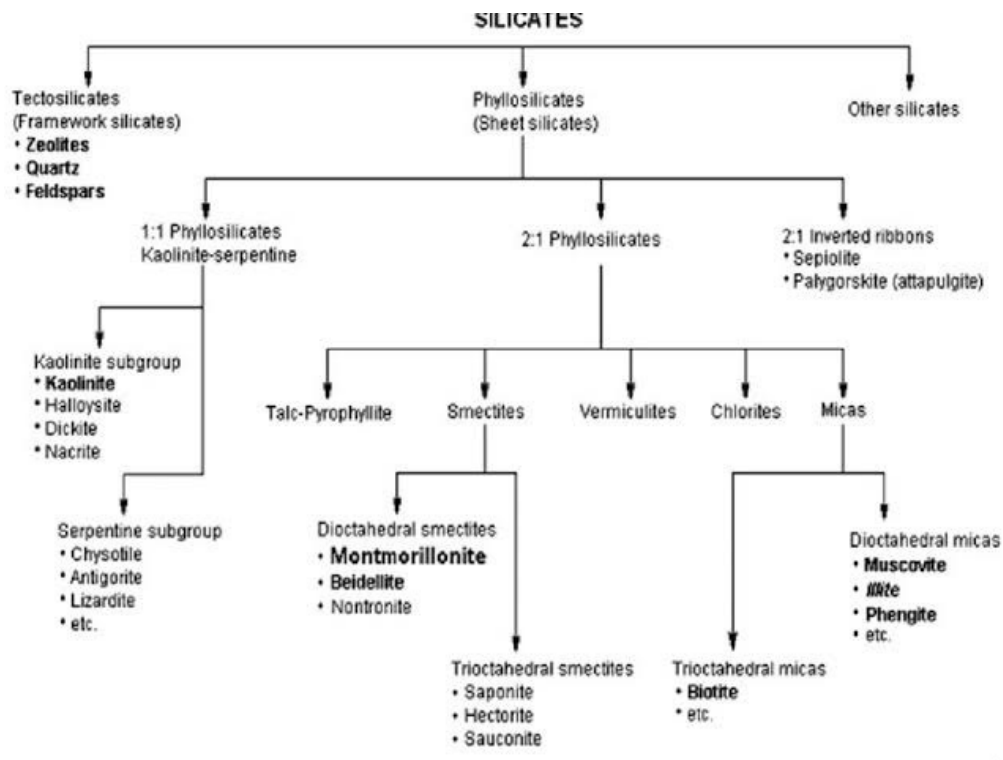 SILICATES
Tectosilicates
(Framework silicates)
• Zeolites
• Quartz
• Feldspars
Phyllosilicates
(Sheet silicates)
Other silicates
1:1 Phyllosilicates
Kaolinite-serpentine
2:1 Phyllosilicates
2:1 Inverted ribbons
• Sepiolite
• Palygorskite (attapulgite)
Kaolinite subgroup
• Kaolinite
• Halloysite
• Dickite
• Nacrite
Talc-Pyrophyllite
Smectites
Vermiculites
Chlorites
Micas
Serpentine subgroup
• Chysotile
• Antigorite
• Lizardite
• etc.
Dioctahedral smectites
• Montmorillonite
• Beidellite
• Nontronite
Dioctahedral micas
• Muscovite
• Illite
• Phengite
• etc.
Trioctahedral smectites
• Saponite
• Hectorite
• Sauconite
Trioctahedral micas
• Biotite
• etc.